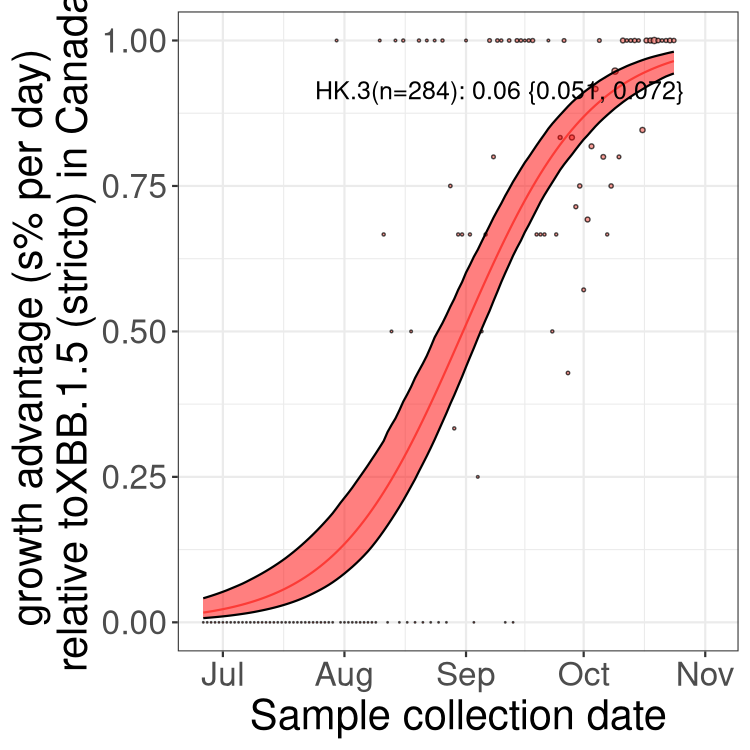 growth advantage (s% per day)
relative toXBB.1.5 (stricto) in Canada
1.00
0.75
0.50
0.25
0.00
HK.3(n=284): 0.06 {0.051, 0.072}
Jul Aug Sep Oct Nov
Sample collection date